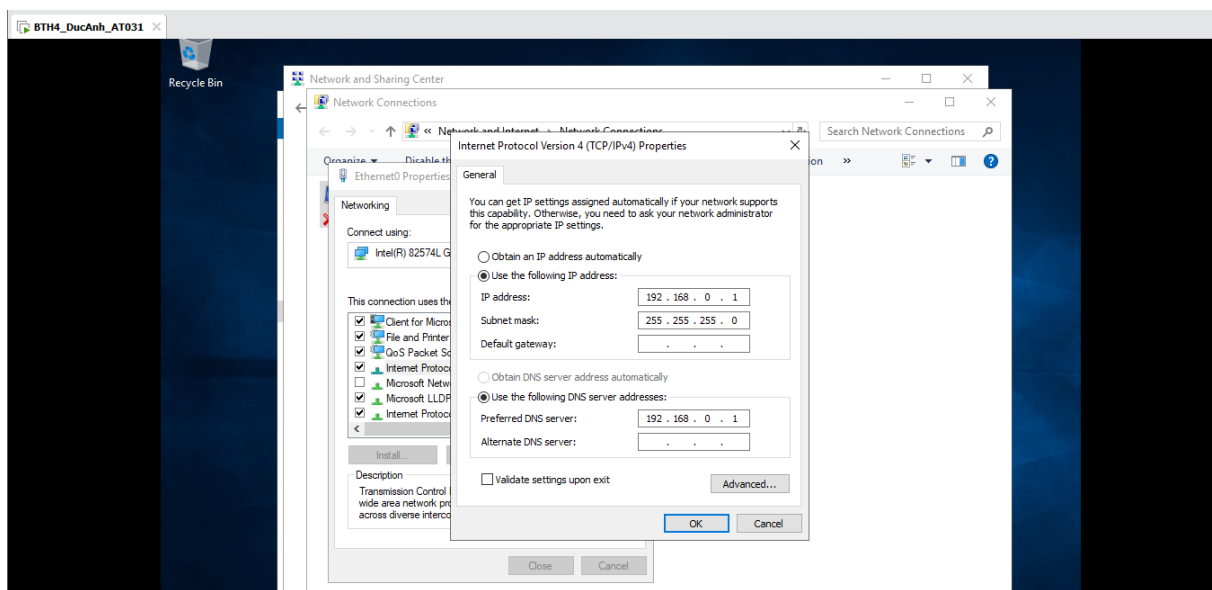 BTH4_DucAnh_AT031
Recycle Bin
Network and Sharing Center
Network Connections
« Network and Internet > Network Connections
Search Network Connections
Organize
Disable th
ion »
Ethernet0 Properties
Networking
Connect using:
Intel(R) 82574L G
This connection uses the
Client for Micros
File and Printer
QoS Packet Sc
Internet Protoco
Microsoft Netw
Microsoft LLDP
Internet Protoco
Install...
Description
Transmission Control
wide area network pro
across diverse interco
Close
Cancel
Internet Protocol Version 4 (TCP/IPv4) Properties
General
You can get IP settings assigned automatically if your network supports
this capability. Otherwise, you need to ask your network administrator
for the appropriate IP settings.
Obtain an IP address automatically
Use the following IP address:
IP address: 192 . 168 . 0 . 1
Subnet mask: 255 . 255 . 255 . 0
Default gateway: . . .
Obtain DNS server address automatically
Use the following DNS server addresses:
Preferred DNS server: 192 . 168 . 0 . 1
Alternate DNS server: . . .
Validate settings upon exit
Advanced...
OK
Cancel